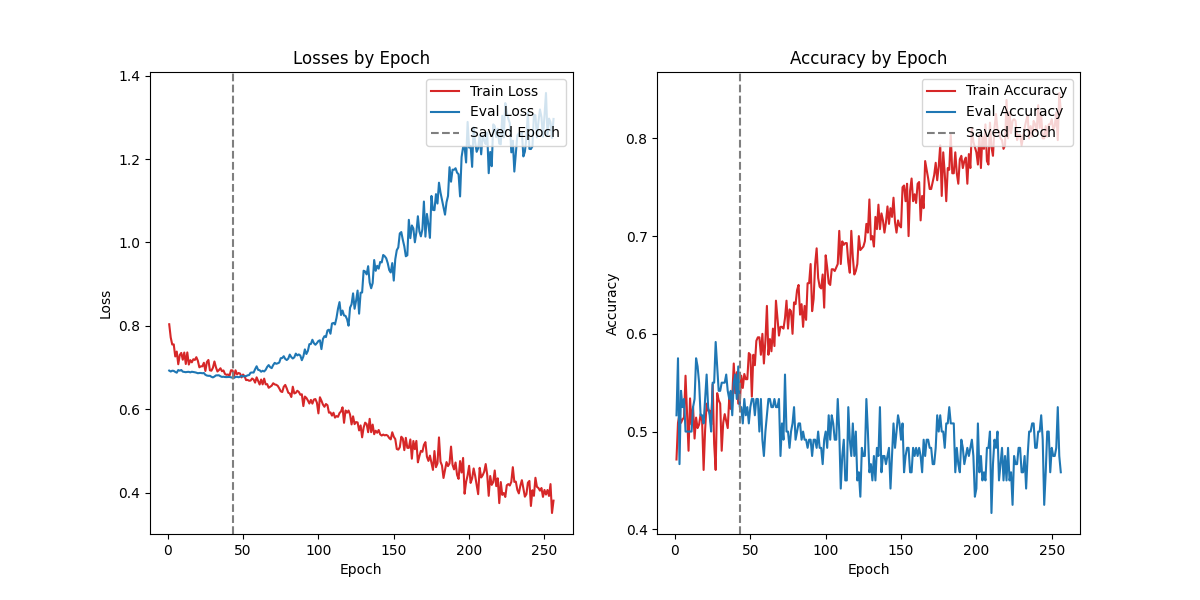 Losses by Epoch
Train Loss
Eval Loss
Saved Epoch
1.4
1.2
1.0
0.8
0.6
0.4
Loss
0
50
100
150
200
250
Epoch
Accuracy by Epoch
Train Accuracy
Eval Accuracy
Saved Epoch
0.8
0.7
0.6
0.5
0.4
Accuracy
0
50
100
150
200
250
Epoch